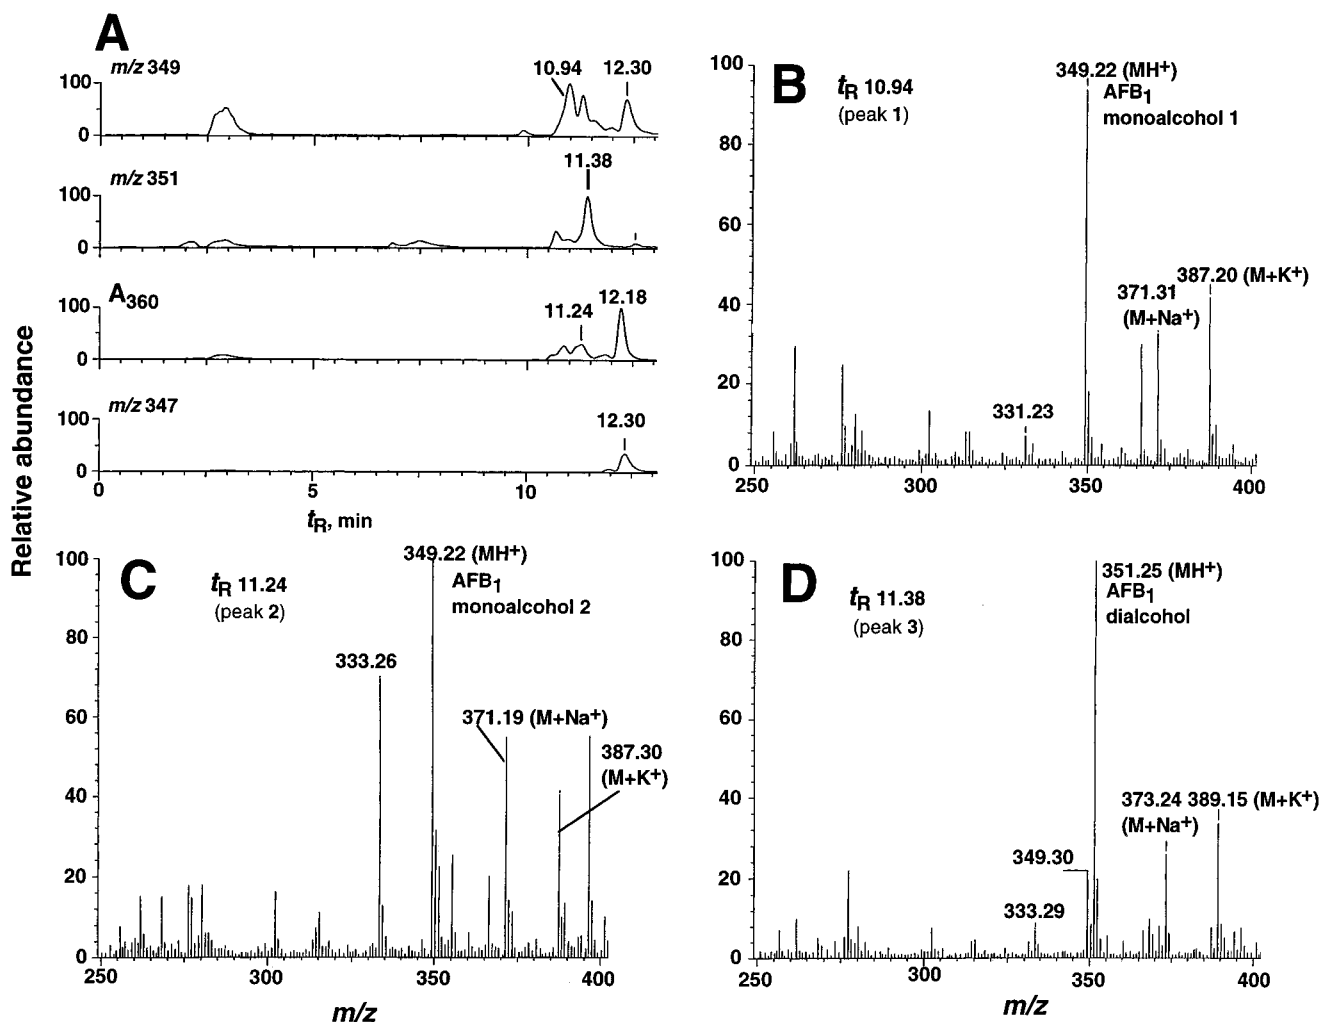 Relative abundance
A
m/z 349
10.94
12.30
100
0
m/z 351
11.38
100
0
A360
11.24
12.18
100
0
m/z 347
12.30
100
0
0 5 10
tR, min
B
tR 10.94
(peak 1)
349.22 (MH+)
AFB1
monoalcohol 1
387.20 (M+K+)
371.31
(M+Na+)
331.23
100
80
60
40
20
0
250 300 350 400
C
tR 11.24
(peak 2)
349.22 (MH+)
AFB1
monoalcohol 2
333.26
371.19 (M+Na+)
387.30
(M+K+)
100
80
60
40
20
0
250 300 350 400
m/z
D
tR 11.38
(peak 3)
351.25 (MH+)
AFB1
dialcohol
373.24 389.15 (M+K+)
(M+Na+)
349.30
333.29
100
80
60
40
20
0
250 300 350 400
m/z